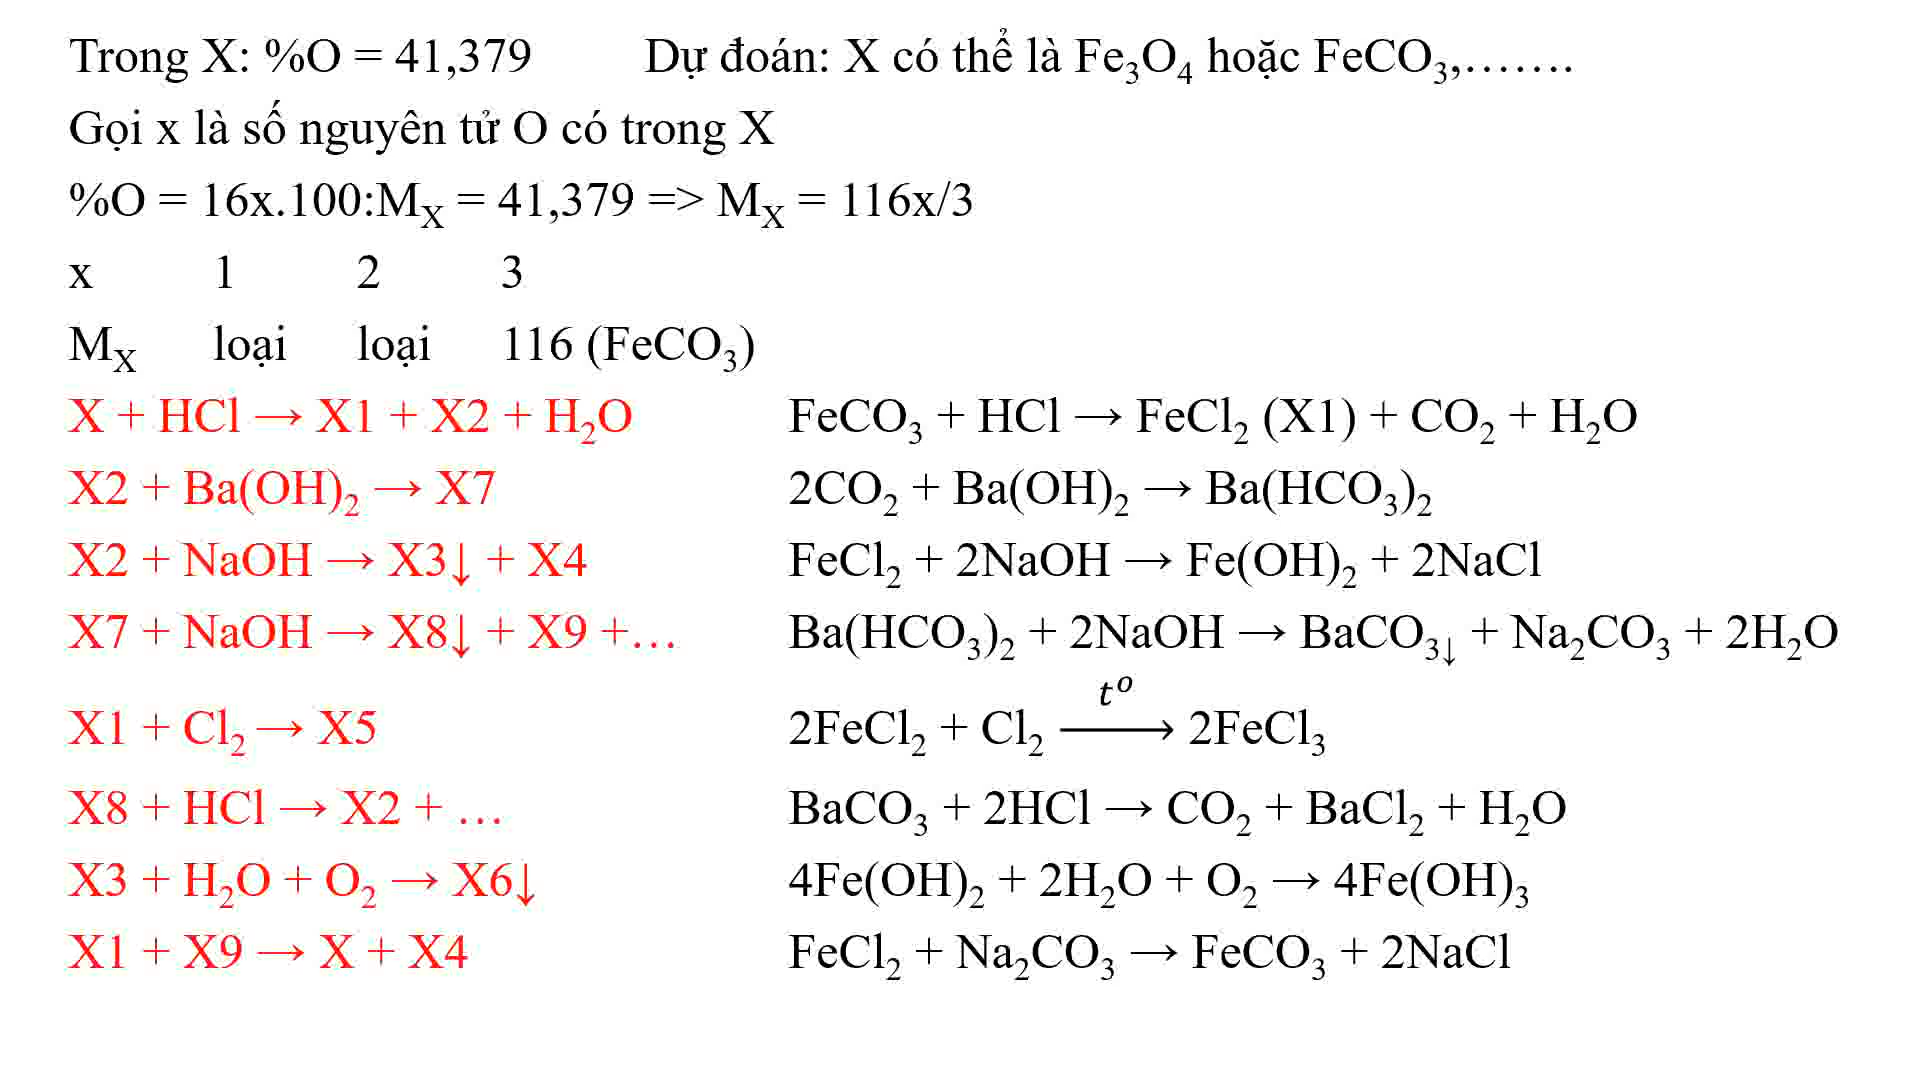 Trong X: %O = 41,379 Dự đoán: X có thể là Fe₃O₄ hoặc FeCO₃,.......
Gọi x là số nguyên tử O có trong X
%O = 16x.100:M_X = 41,379 => M_X = 116x/3
x 1 2 3
M_X loại loại 116 (FeCO₃)
X + HCl → X1 + X2 + H₂O FeCO₃ + HCl → FeCl₂ (X1) + CO₂ + H₂O
X2 + Ba(OH)₂ → X7 2CO₂ + Ba(OH)₂ → Ba(HCO₃)₂
X2 + NaOH → X3↓ + X4 FeCl₂ + 2NaOH → Fe(OH)₂ + 2NaCl
X7 + NaOH → X8↓ + X9 +… Ba(HCO₃)₂ + 2NaOH → BaCO₃↓ + Na₂CO₃ + 2H₂O
X1 + Cl₂ → X5 2FeCl₂ + Cl₂ →(t°) 2FeCl₃
X8 + HCl → X2 + … BaCO₃ + 2HCl → CO₂ + BaCl₂ + H₂O
X3 + H₂O + O₂ → X6↓ 4Fe(OH)₂ + 2H₂O + O₂ → 4Fe(OH)₃
X1 + X9 → X + X4 FeCl₂ + Na₂CO₃ → FeCO₃ + 2NaCl